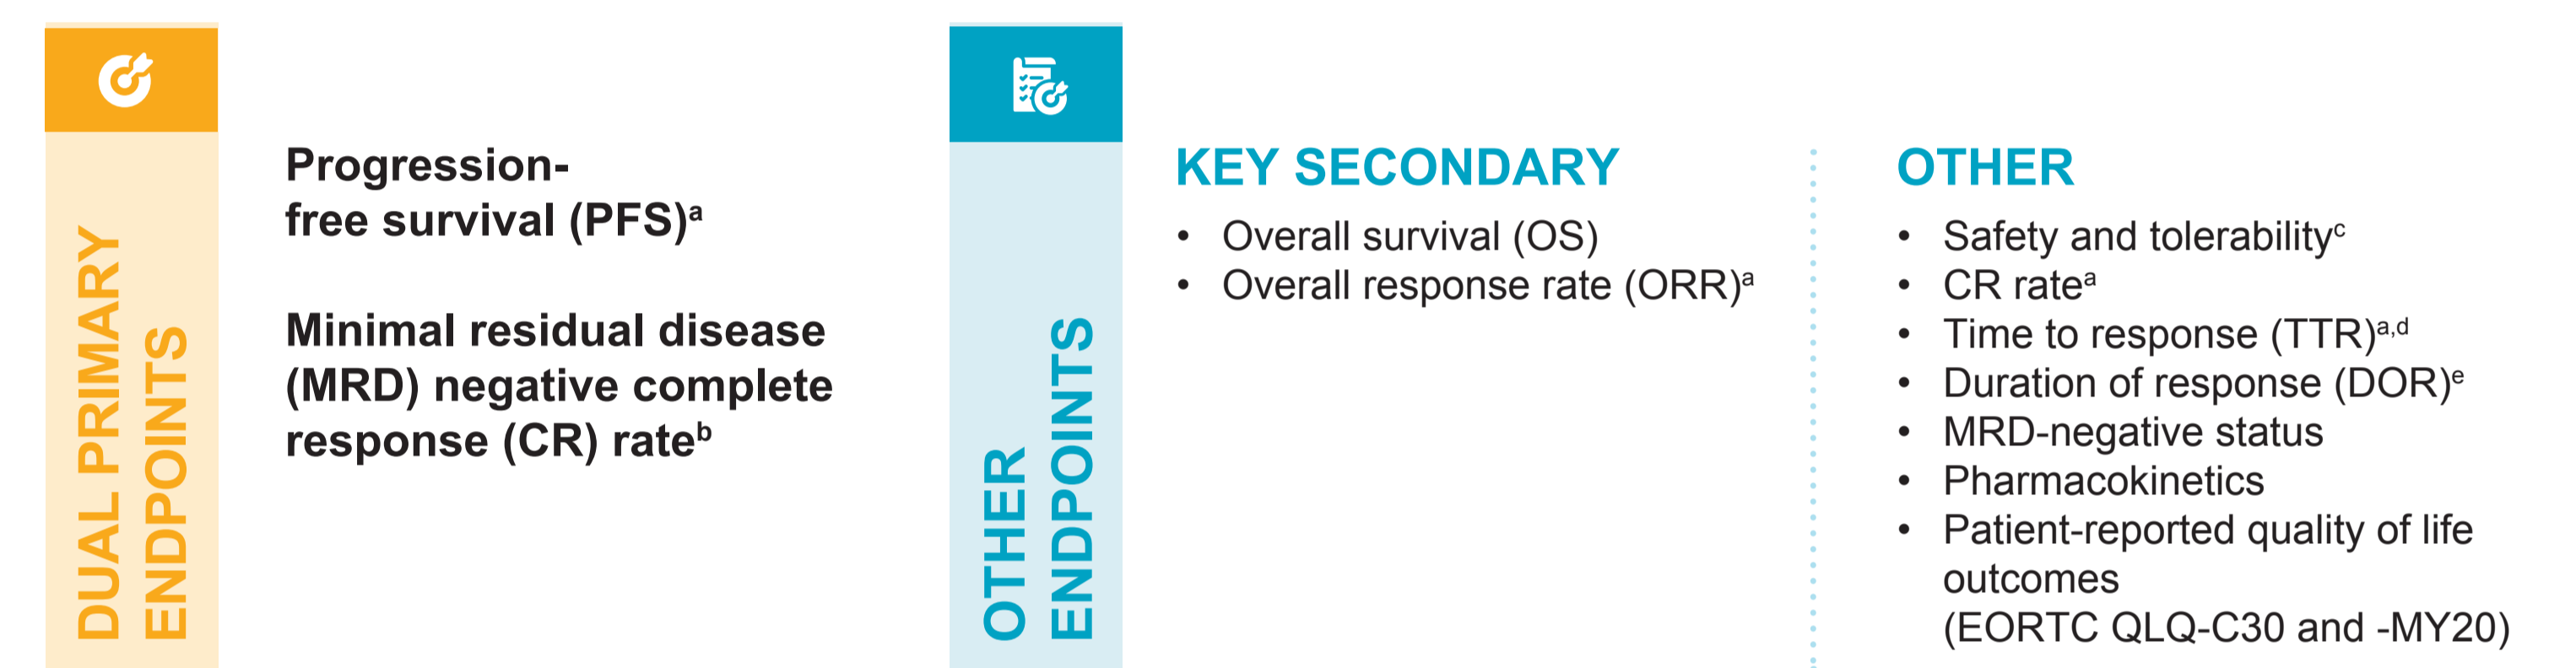 DUAL PRIMARY
ENDPOINTS
Progression-
free survival (PFS)ᵃ
Minimal residual disease
(MRD) negative complete
response (CR) rateᵇ
OTHER
ENDPOINTS
KEY SECONDARY
• Overall survival (OS)
• Overall response rate (ORR)ᵃ
OTHER
• Safety and tolerabilityᶜ
• CR rateᵃ
• Time to response (TTR)ᵃ,ᵈ
• Duration of response (DOR)ᵉ
• MRD-negative status
• Pharmacokinetics
• Patient-reported quality of life
outcomes
(EORTC QLQ-C30 and -MY20)